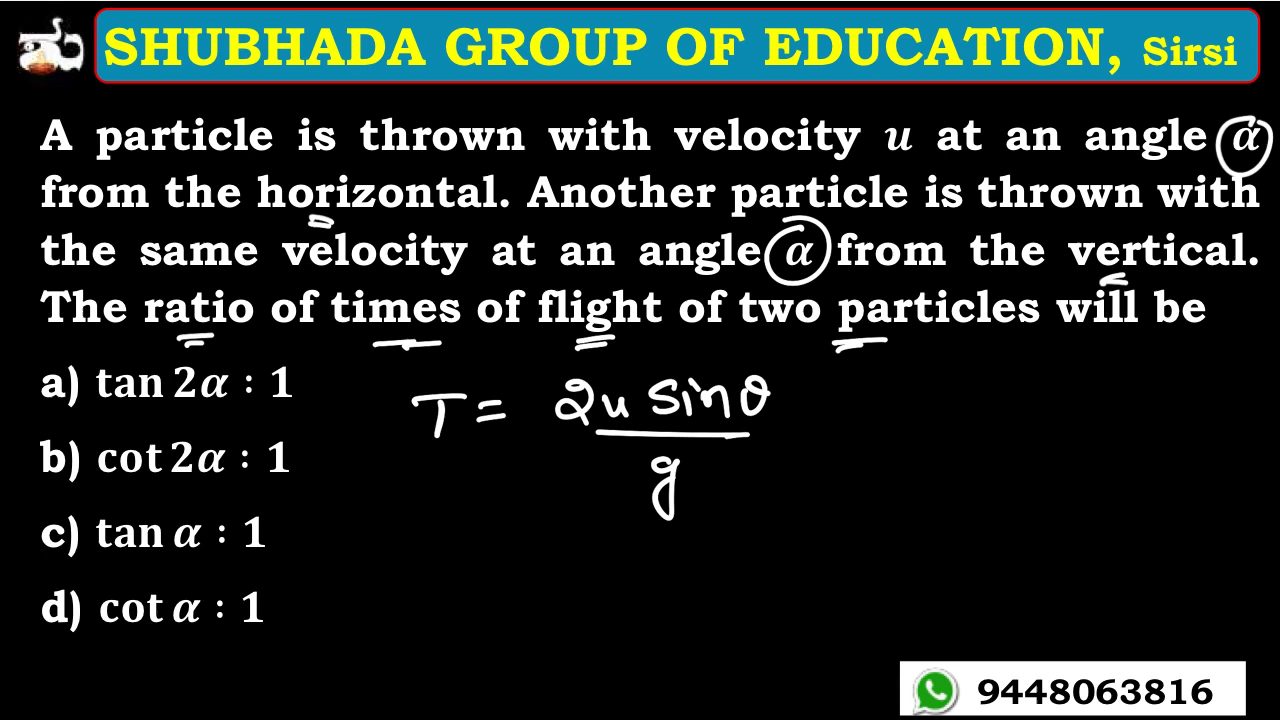 ಶು SHUBHADA GROUP OF EDUCATION, Sirsi
A particle is thrown with velocity u at an angle α
from the horizontal. Another particle is thrown with
the same velocity at an angle α from the vertical.
The ratio of times of flight of two particles will be
a) tan 2α : 1
b) cot 2α : 1
c) tan α : 1
d) cot α : 1
T = 2u sinθ
g
9448063816